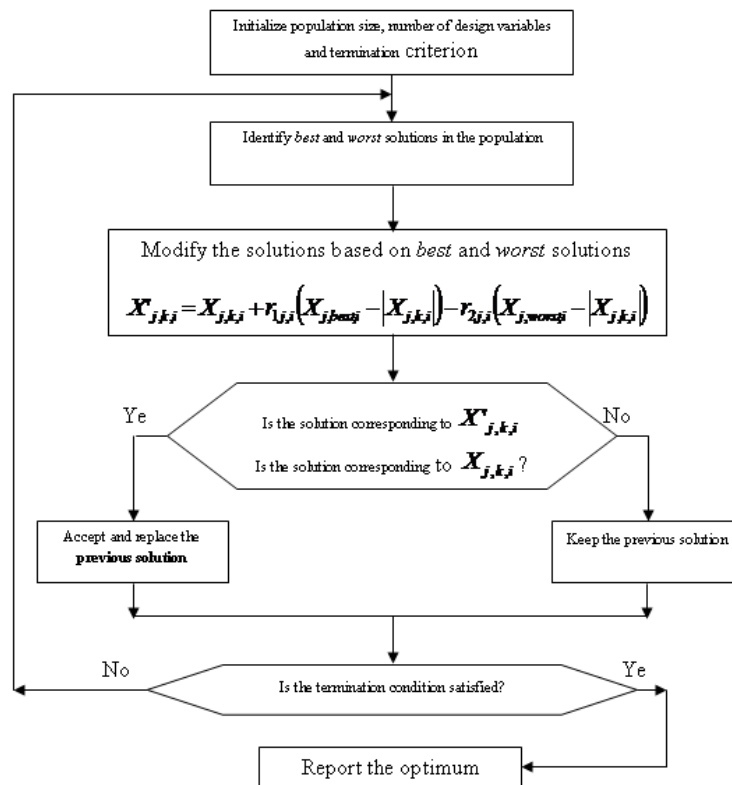 Initialize population size, number of design variables
and termination criterion
Identify best and worst solutions in the population
Modify the solutions based on best and worst solutions
X'j,k,i = Xj,k,i + r1,j,i(Xj,best,i − |Xj,k,i|) − r2,j,i(Xj,worst,i − |Xj,k,i|)
Ye
No
Is the solution corresponding to X'j,k,i
Is the solution corresponding to Xj,k,i ?
Accept and replace the
previous solution
Keep the previous solution
No
Ye
Is the termination condition satisfied?
Report the optimum